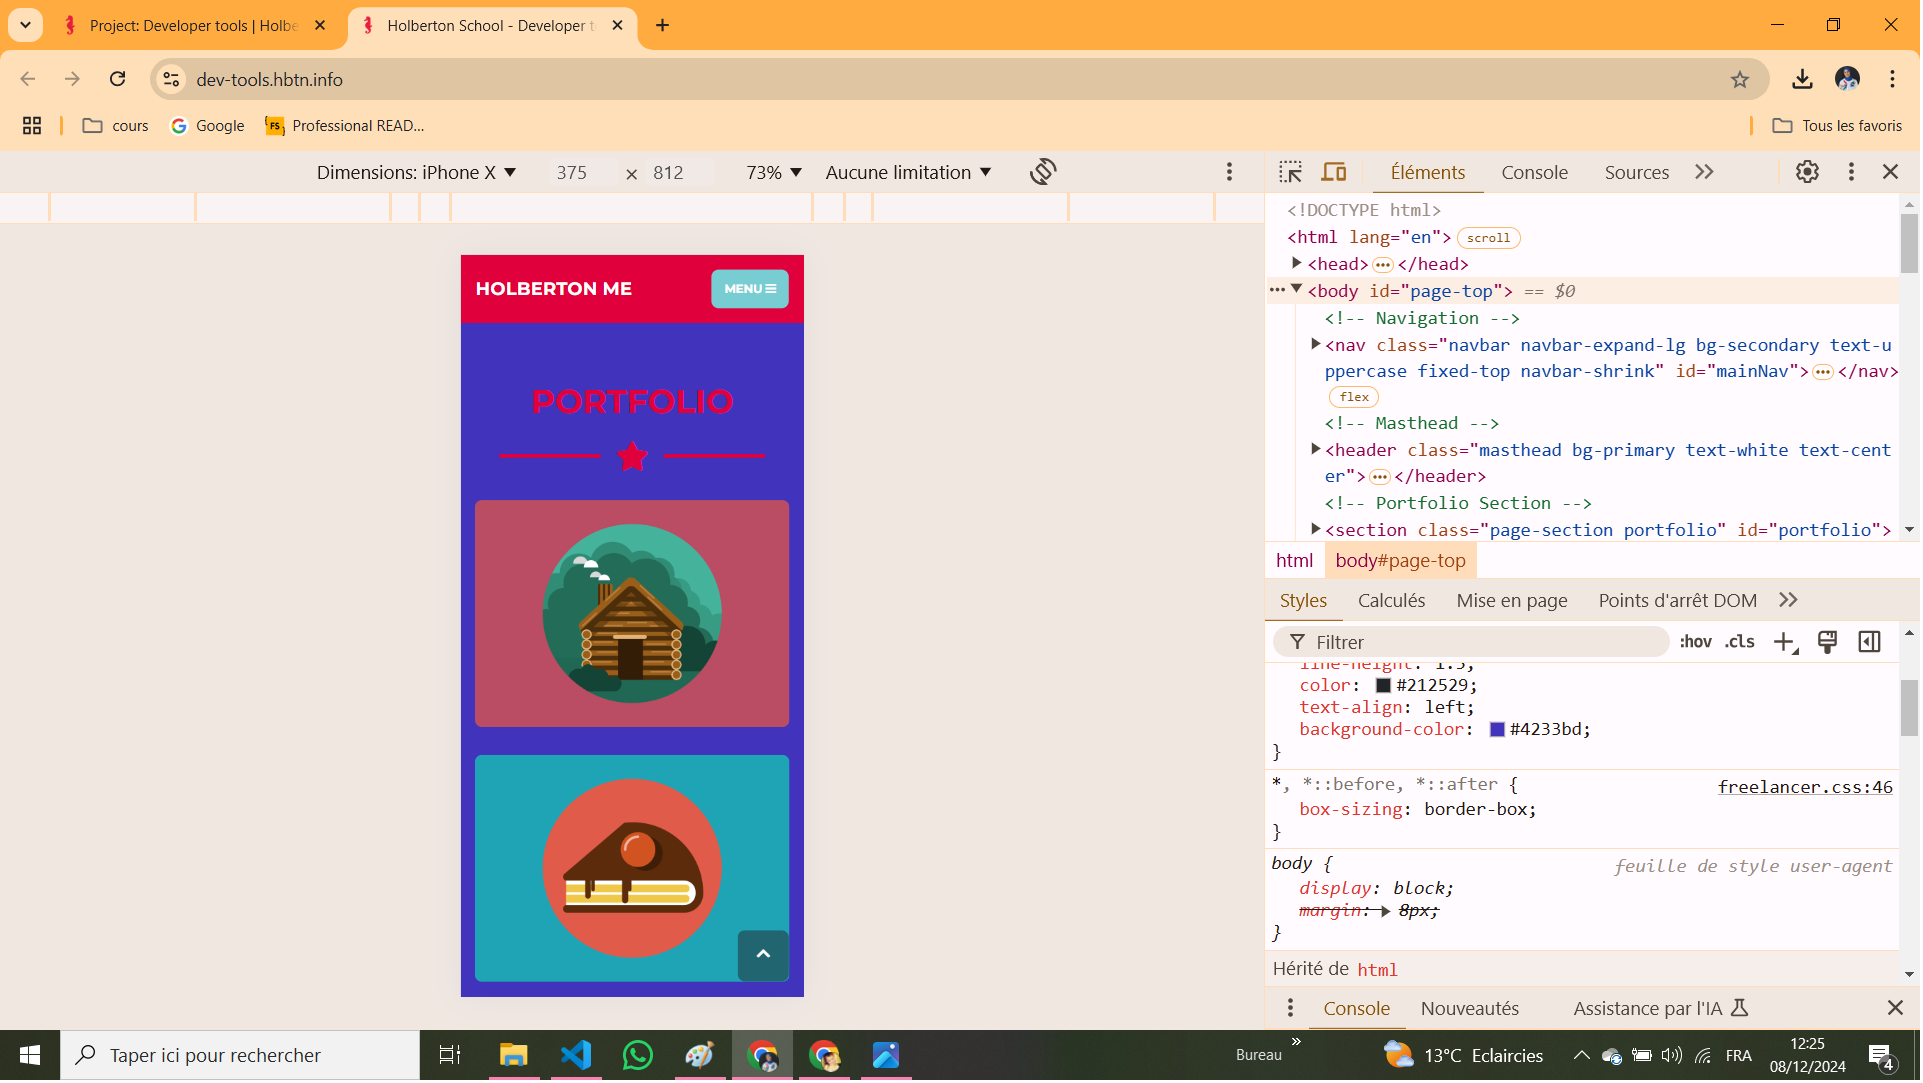 Project: Developer tools | Holbe
Holberton School - Developer t
dev-tools.hbtn.info
cours
Google
FS
Professional READ...
Tous les favoris
Dimensions: iPhone X
375 × 812
73%
Aucune limitation
HOLBERTON ME
MENU
PORTFOLIO
Éléments
Console
Sources
<!DOCTYPE html>
<html lang="en">
scroll
<head>
</head>
<body id="page-top"> == $0
<!-- Navigation -->
<nav class="navbar navbar-expand-lg bg-secondary text-u
ppercase fixed-top navbar-shrink" id="mainNav">
</nav>
flex
<!-- Masthead -->
<header class="masthead bg-primary text-white text-cent
er">
</header>
<!-- Portfolio Section -->
<section class="page-section portfolio" id="portfolio">
html
body#page-top
Styles
Calculés
Mise en page
Points d'arrêt DOM
Filtrer
:hov
.cls
line-height: 1.5;
color: #212529;
text-align: left;
background-color: #4233bd;
}
*, *::before, *::after {
freelancer.css:46
box-sizing: border-box;
}
body {
feuille de style user-agent
display: block;
margin: 8px;
}
Hérité de html
Console
Nouveautés
Assistance par l'IA
Taper ici pour rechercher
Bureau
13°C Eclaircies
FRA
12:25
08/12/2024
4